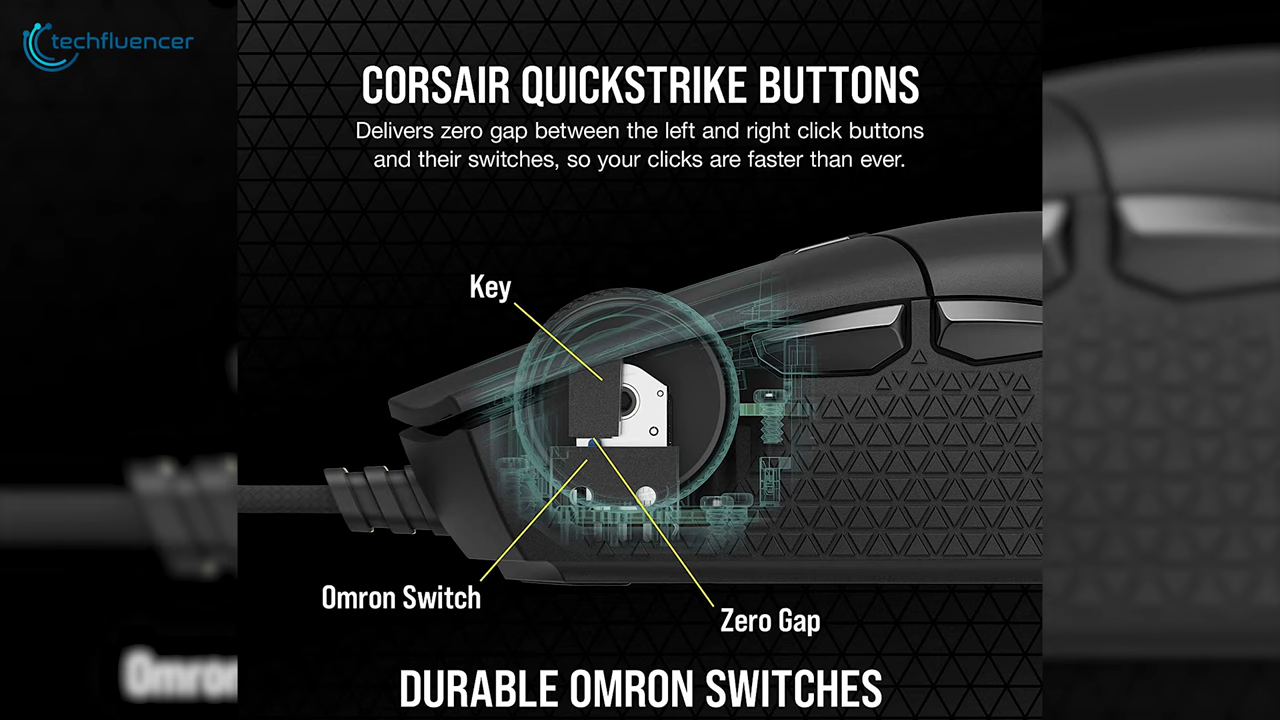 techfluencer
CORSAIR QUICKSTRIKE BUTTONS
Delivers zero gap between the left and right click buttons
and their switches, so your clicks are faster than ever.
Key
Omron Switch
Zero Gap
Omron
DURABLE OMRON SWITCHES